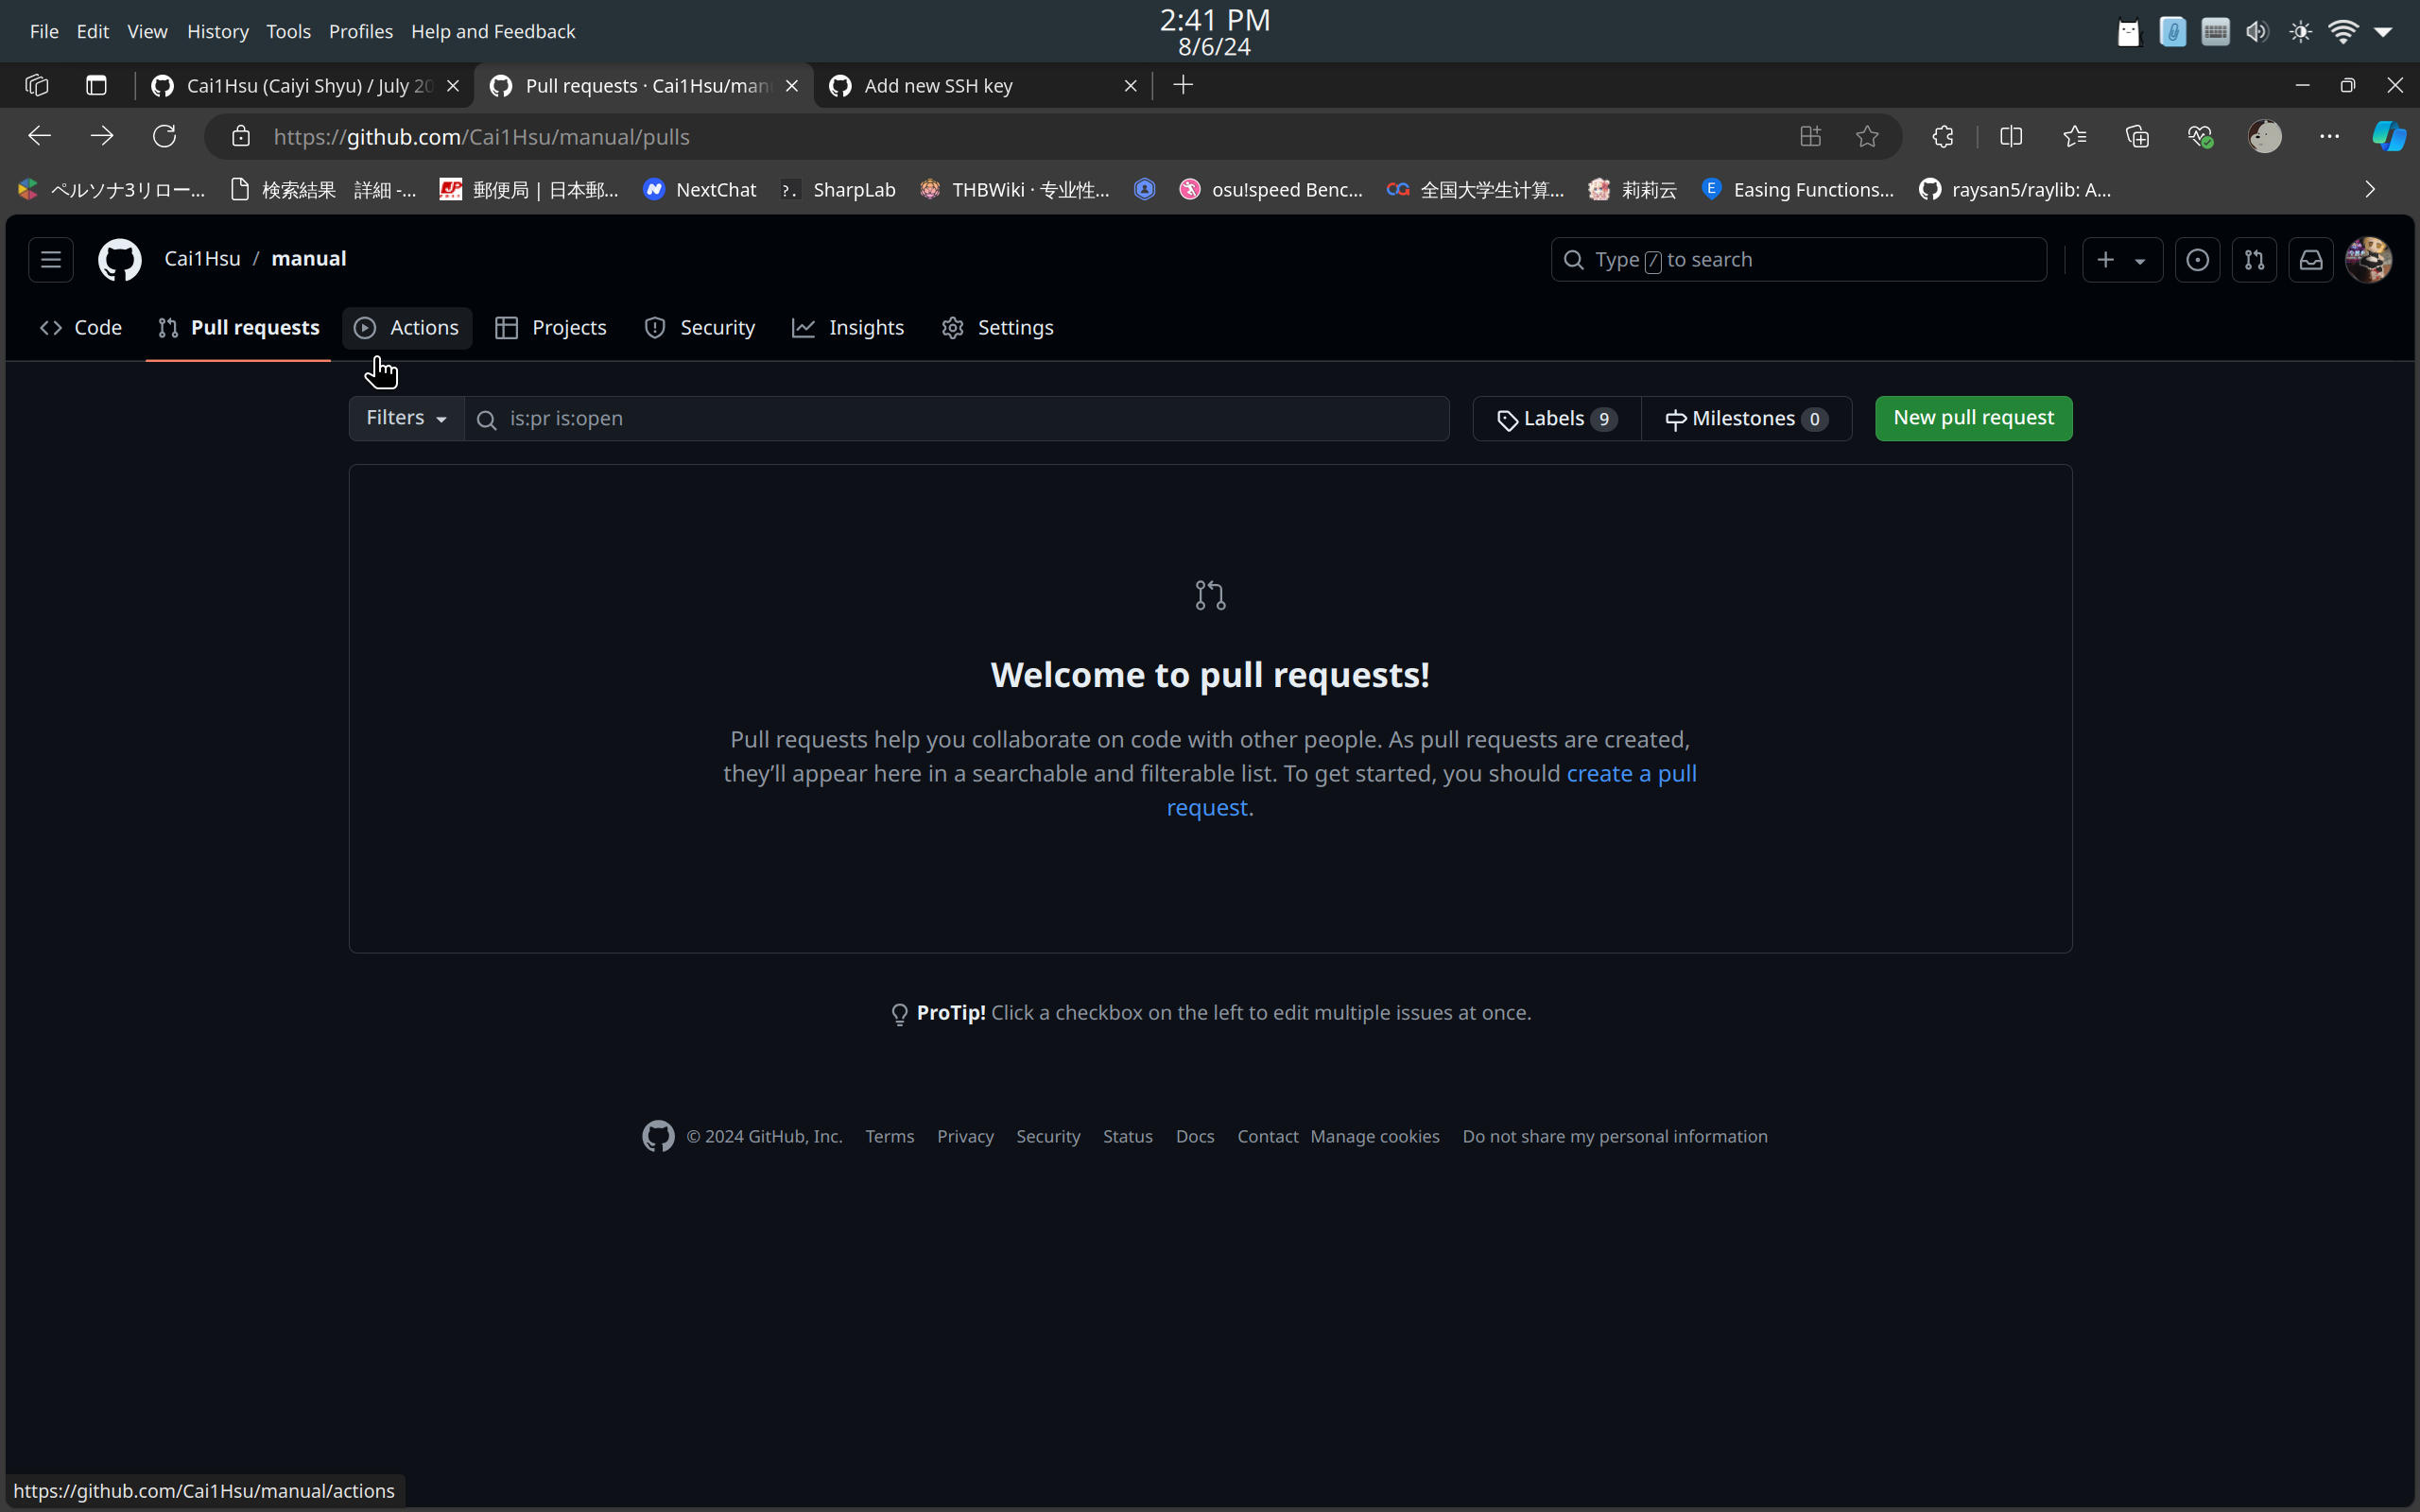 File Edit View History Tools Profiles Help and Feedback
2:41 PM
8/6/24
Cai1Hsu (Caiyi Shyu) / July 20
Pull requests · Cai1Hsu/man
Add new SSH key
https://github.com/Cai1Hsu/manual/pulls
ペルソナ3リロー... 検索結果 詳細 -... 郵便局 | 日本郵... NextChat SharpLab THBWiki · 专业性... osu!speed Benc... 全国大学生计算... 莉莉云 Easing Functions... raysan5/raylib: A...
Cai1Hsu / manual
Type / to search
Code Pull requests Actions Projects Security Insights Settings
Filters is:pr is:open Labels 9 Milestones 0 New pull request
Welcome to pull requests!
Pull requests help you collaborate on code with other people. As pull requests are created,
they’ll appear here in a searchable and filterable list. To get started, you should create a pull
request.
ProTip! Click a checkbox on the left to edit multiple issues at once.
© 2024 GitHub, Inc. Terms Privacy Security Status Docs Contact Manage cookies Do not share my personal information
https://github.com/Cai1Hsu/manual/actions